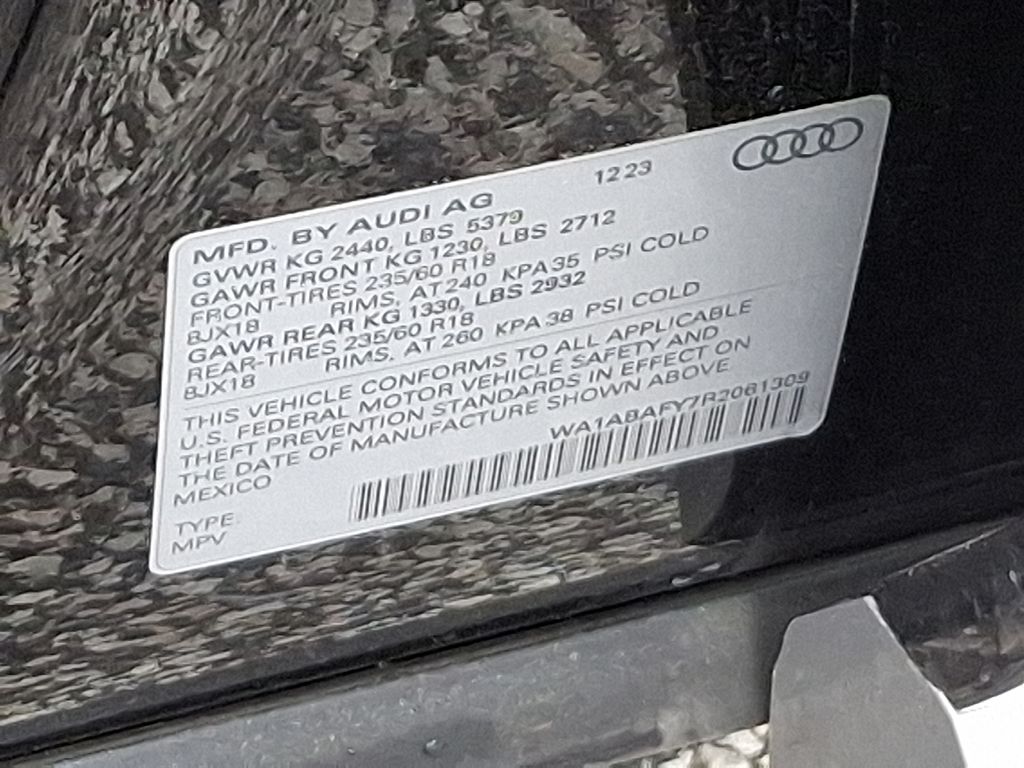 MFD. BY AUDI AG 12 23
GVWR KG 2440, LBS 5379
GAWR FRONT KG 1230, LBS 2712
FRONT-TIRES 235/60 R18
8JX18 RIMS, AT 240 KPA 35 PSI COLD
GAWR REAR KG 1330, LBS 2932
REAR-TIRES 235/60 R18
8JX18 RIMS. AT 260 KPA 38 PSI COLD
THIS VEHICLE CONFORMS TO ALL APPLICABLE
U.S. FEDERAL MOTOR VEHICLE SAFETY AND
THEFT PREVENTION STANDARDS IN EFFECT ON
THE DATE OF MANUFACTURE SHOWN ABOVE
MEXICO WA1ABAFY7R2061309
TYPE:
MPV